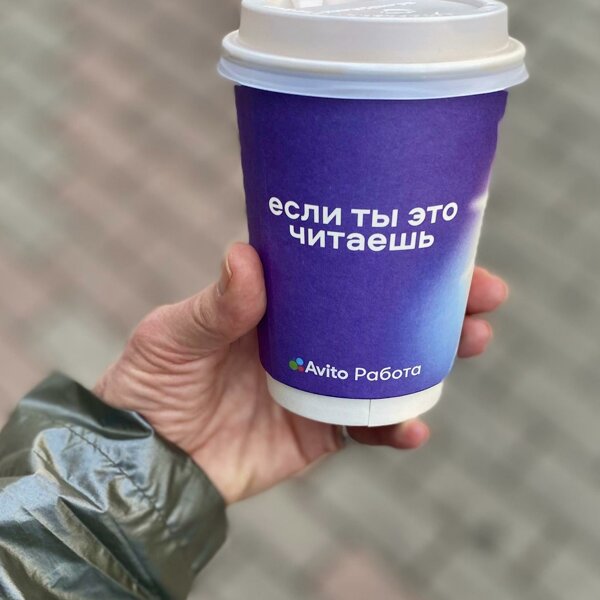 если ты это
читаешь
Avito Работа